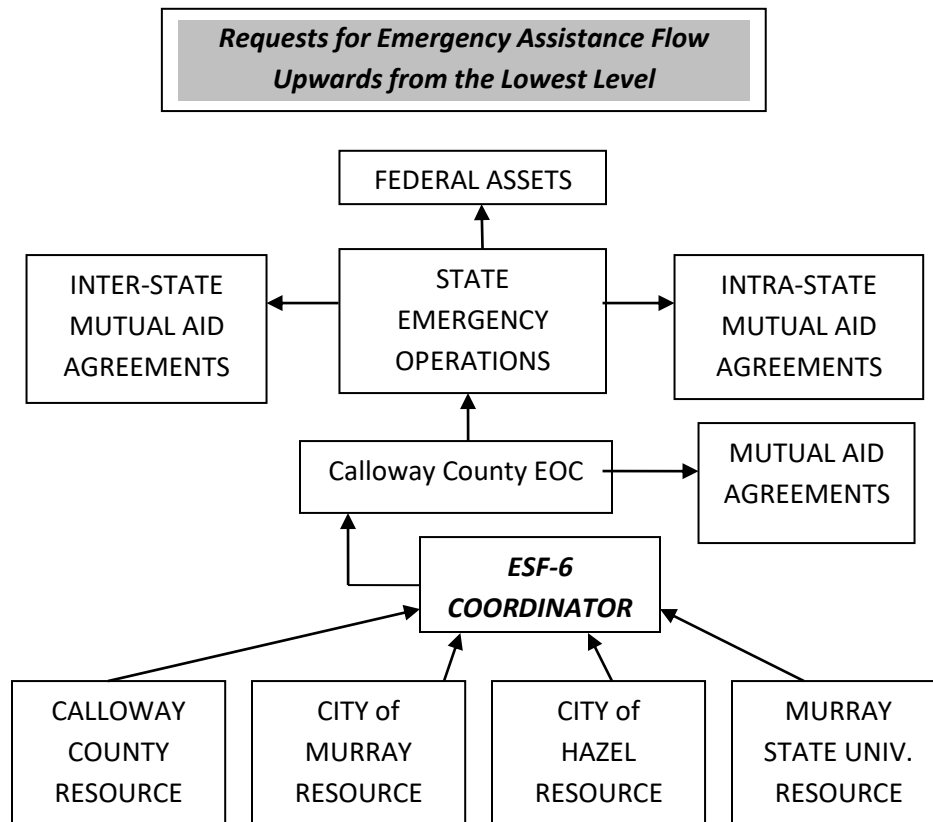 Requests for Emergency Assistance Flow
Upwards from the Lowest Level
FEDERAL ASSETS
INTER-STATE
MUTUAL AID
AGREEMENTS
STATE
EMERGENCY
OPERATIONS
INTRA-STATE
MUTUAL AID
AGREEMENTS
Calloway County EOC
MUTUAL AID
AGREEMENTS
ESF-6
COORDINATOR
CALLOWAY
COUNTY
RESOURCE
CITY of
MURRAY
RESOURCE
CITY of
HAZEL
RESOURCE
MURRAY
STATE UNIV.
RESOURCE